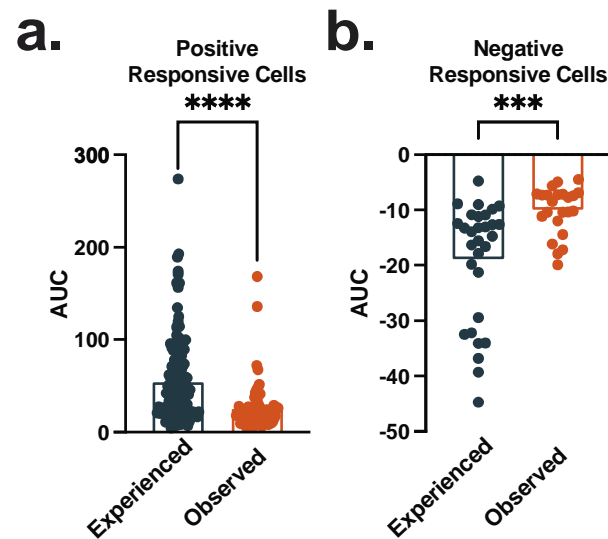 a.
Positive
Responsive Cells
****
300
200
100
0
AUC
Experienced
Observed
b.
Negative
Responsive Cells
***
0
-10
-20
-30
-40
-50
AUC
Experienced
Observed